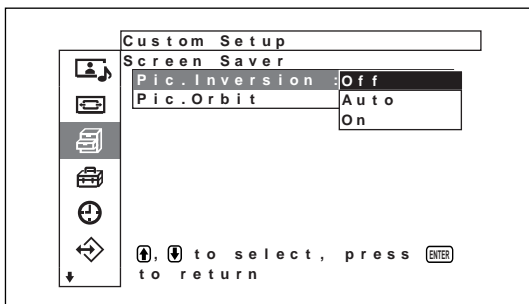 Custom Setup
Screen Saver
Pic.Inversion :Off
Pic.Orbit Auto
On
↑, ↓ to select, press ENTER
to return